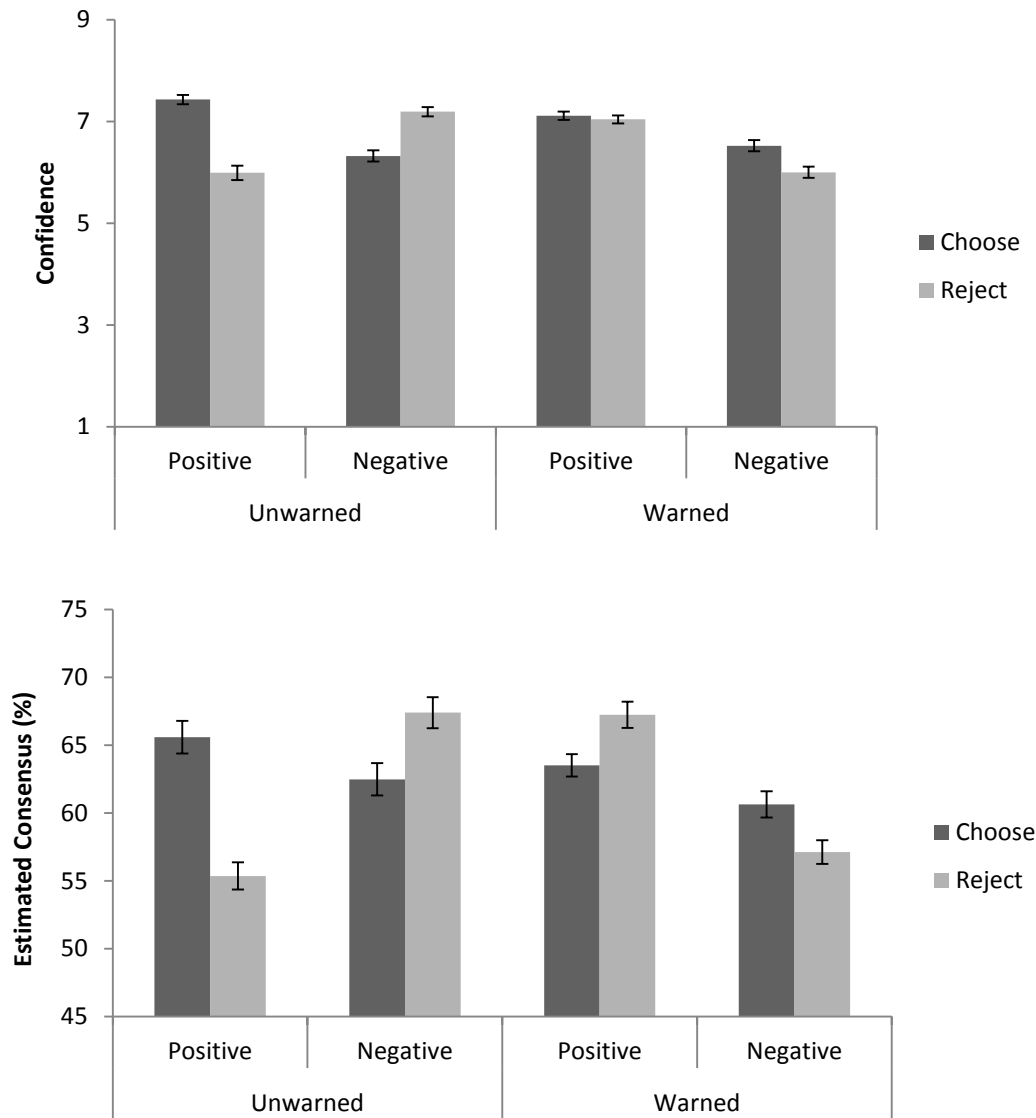 9
7
5
3
1
Confidence
Choose
Reject
Positive Negative Positive Negative
Unwarned Warned
75
70
65
60
55
50
45
Estimated Consensus (%)
Choose
Reject
Positive Negative Positive Negative
Unwarned Warned